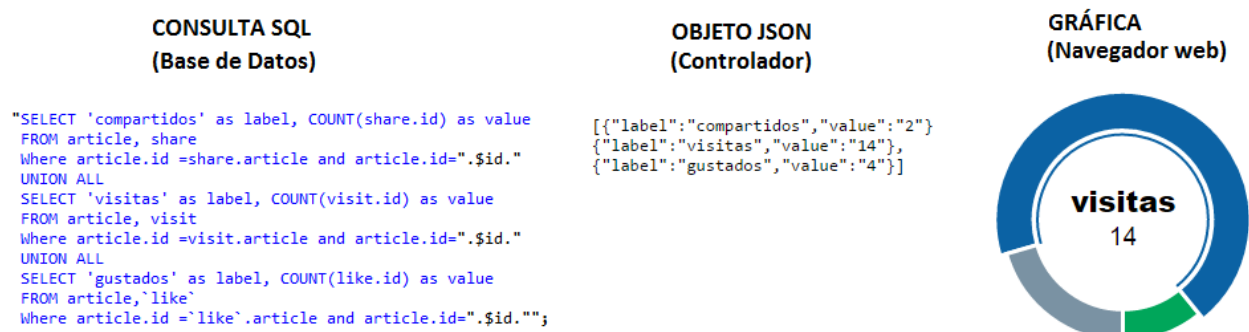 CONSULTA SQL
(Base de Datos)
"SELECT 'compartidos' as label, COUNT(share.id) as value
FROM article, share
Where article.id =share.article and article.id=".$id."
UNION ALL
SELECT 'visitas' as label, COUNT(visit.id) as value
FROM article, visit
Where article.id =visit.article and article.id=".$id."
UNION ALL
SELECT 'gustados' as label, COUNT(like.id) as value
FROM article,`like`
Where article.id =`like`.article and article.id=".$id."";
OBJETO JSON
(Controlador)
[{"label":"compartidos","value":"2"}
{"label":"visitas","value":"14"},
{"label":"gustados","value":"4"}]
GRÁFICA
(Navegador web)
visitas
14